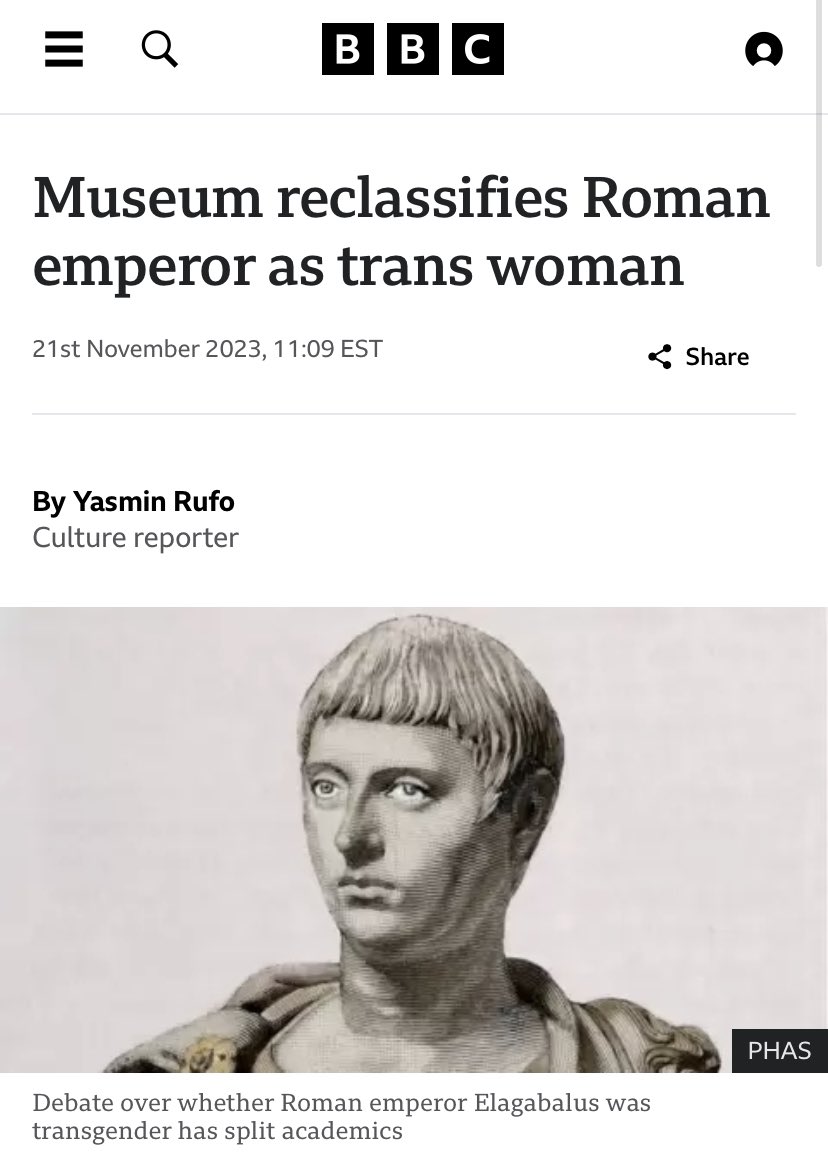 BBC
Museum reclassifies Roman
emperor as trans woman
21st November 2023, 11:09 EST
Share
By Yasmin Rufo
Culture reporter
PHAS
Debate over whether Roman emperor Elagabalus was
transgender has split academics